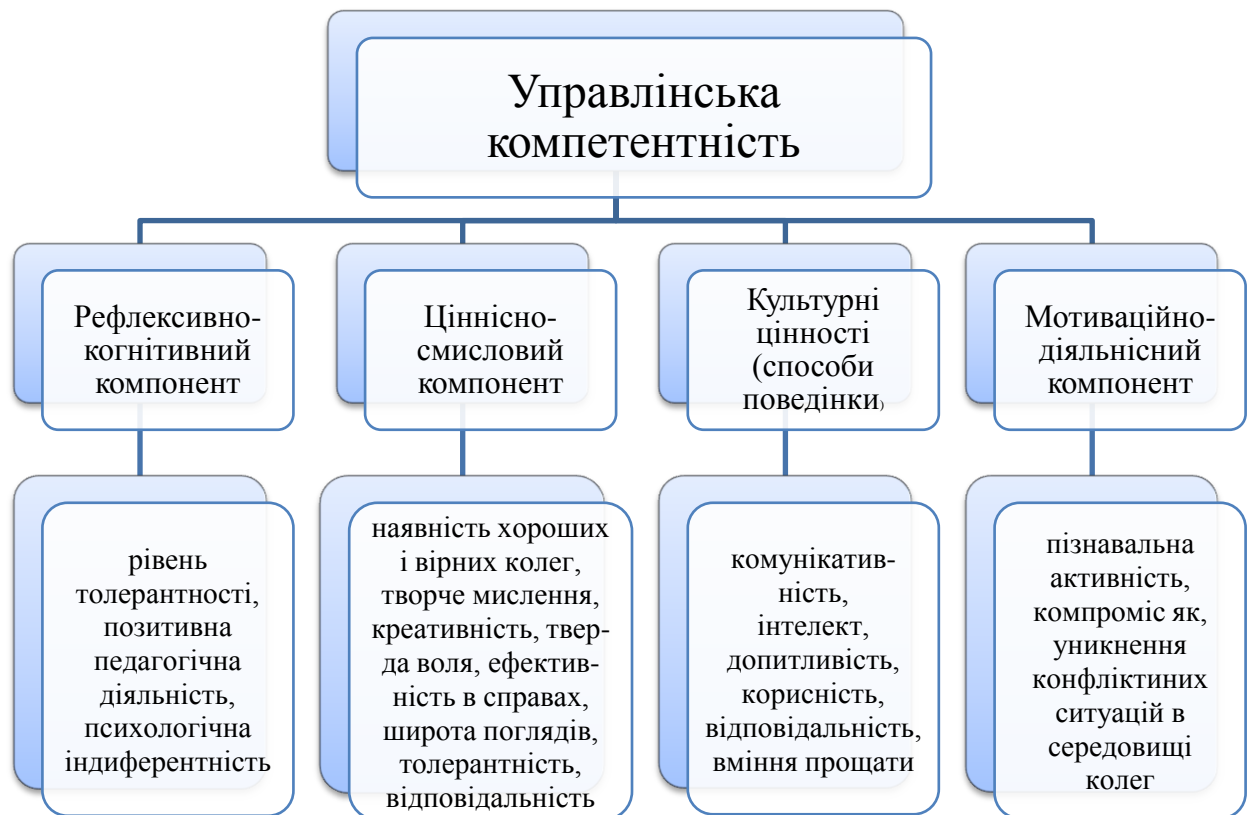 Управлінська
компетентність
Рефлексивно-
когнітивний
компонент
Ціннісно-
смисловий
компонент
Культурні
цінності
(способи
поведінки)
Мотиваційно-
діяльнісний
компонент
рівень
толерантності,
позитивна
педагогічна
діяльність,
психологічна
індиферентність
наявність хороших
і вірних колег,
творче мислення,
креативність, твер-
да воля, ефектив-
ність в справах,
широта поглядів,
толерантність,
відповідальність
комунікатив-
ність,
інтелект,
допитливість,
корисність,
відповідальність,
вміння прощати
пізнавальна
активність,
компроміс як,
уникнення
конфліктиних
ситуацій в
середовищі
колег